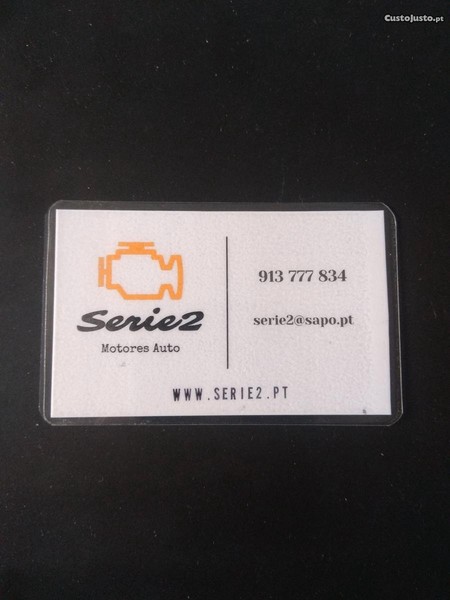 CustoJusto.pt
Serie2
Motores Auto
913 777 834
serie2@sapo.pt
WWW.SERIE2.PT